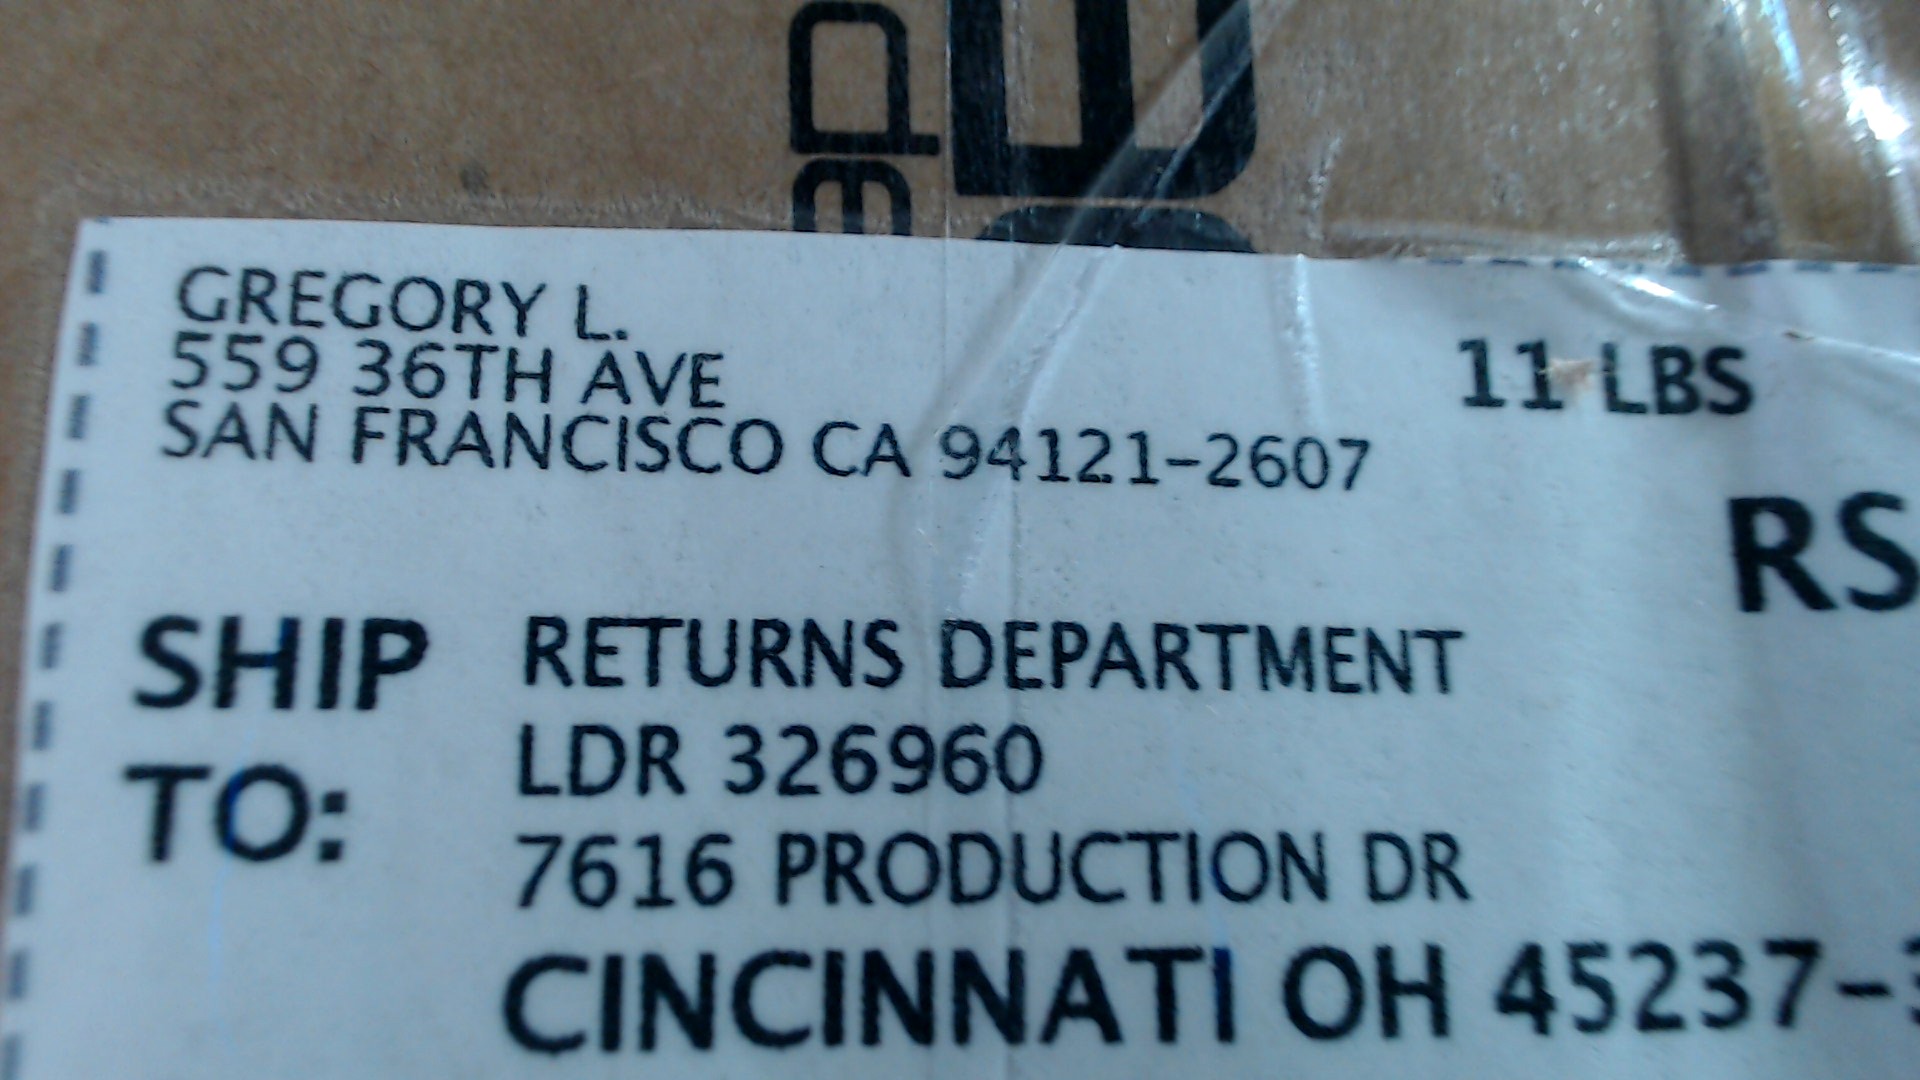 GREGORY L.
559 36TH AVE
SAN FRANCISCO CA 94121-2607
11 LBS
RS
SHIP TO:
RETURNS DEPARTMENT
LDR 326960
7616 PRODUCTION DR
CINCINNATI OH 45237-